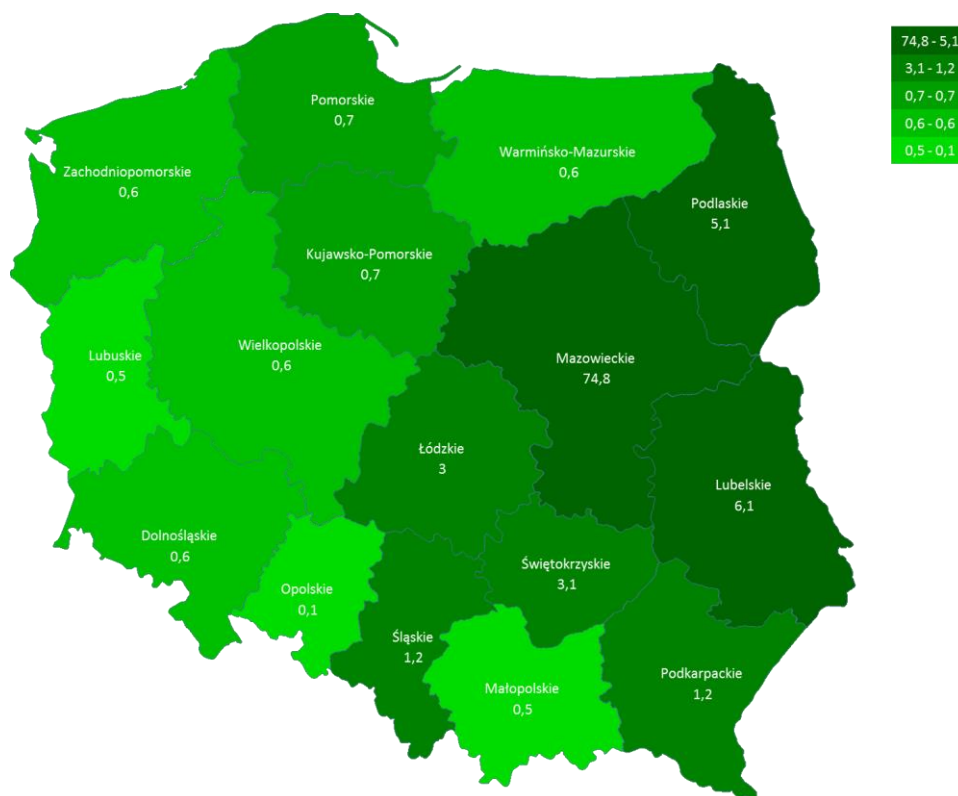 74,8 - 5,1
3,1 - 1,2
0,7 - 0,7
0,6 - 0,6
0,5 - 0,1
Pomorskie
0,7
Warmińsko-Mazurskie
0,6
Zachodniopomorskie
0,6
Podlaskie
5,1
Kujawsko-Pomorskie
0,7
Wielkopolskie
0,6
Lubuskie
0,5
Mazowieckie
74,8
Łódzkie
3
Lubelskie
6,1
Dolnośląskie
0,6
Świętokrzyskie
3,1
Opolskie
0,1
Śląskie
1,2
Podkarpackie
1,2
Małopolskie
0,5